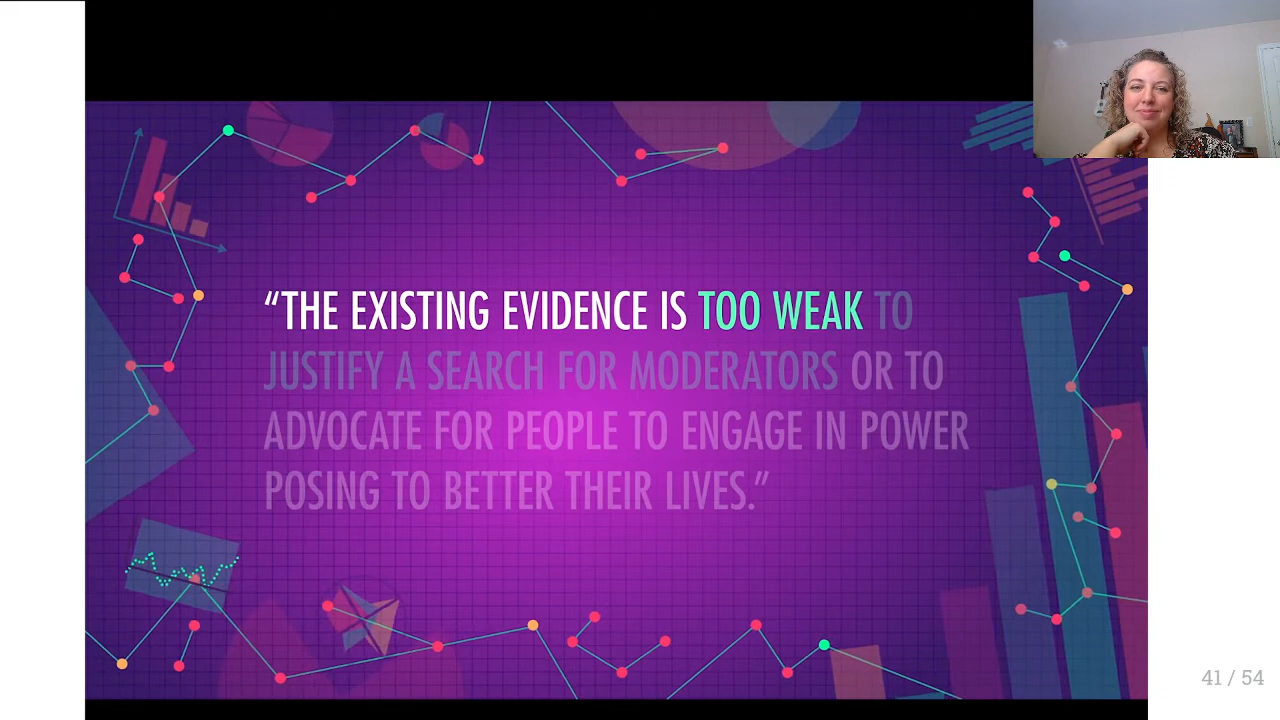 “THE EXISTING EVIDENCE IS TOO WEAK TO
JUSTIFY A SEARCH FOR MODERATORS OR TO
ADVOCATE FOR PEOPLE TO ENGAGE IN POWER
POSING TO BETTER THEIR LIVES.”
41 / 54